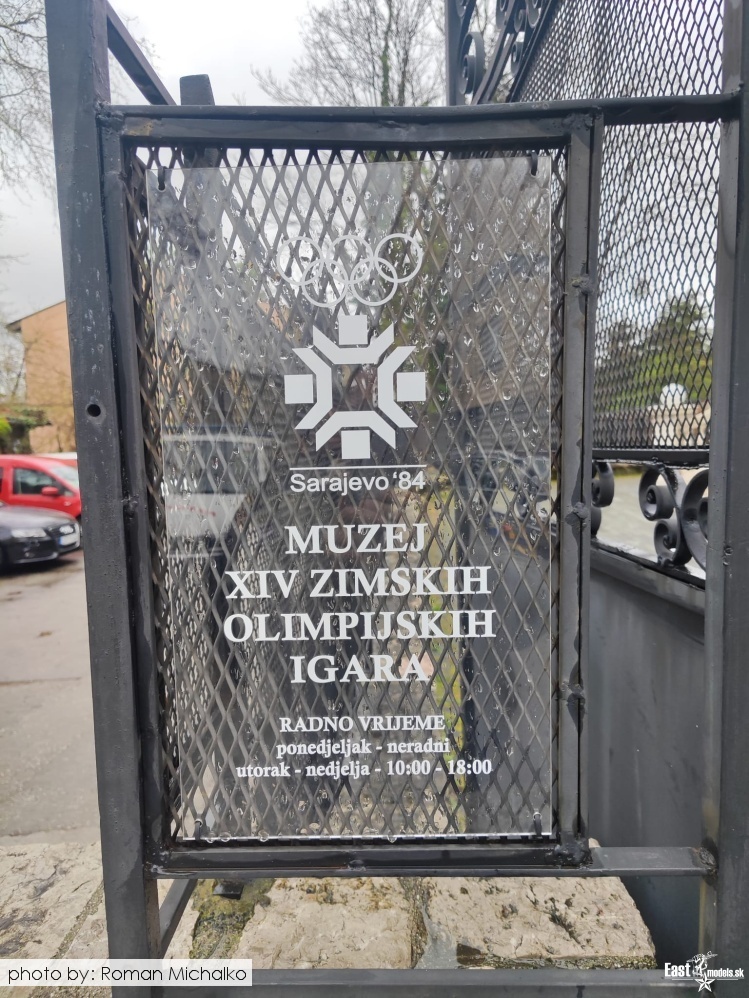 Sarajevo '84
MUZEJ
XIV ZIMSKIH
OLIMPIJSKIH
IGARA
RADNO VRIJEME
ponedjeljak - neradni
utorak - nedjelja - 10:00 - 18:00
photo by: Roman Michalko
East models.sk